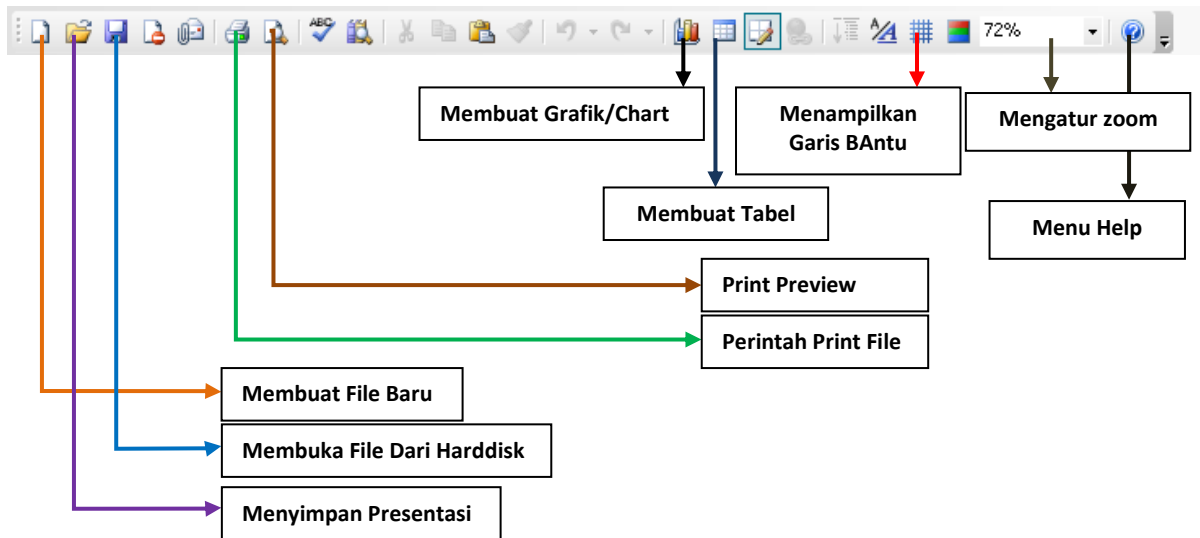 ABC
72%
Membuat Grafik/Chart
Menampilkan
Garis BAntu
Mengatur zoom
Membuat Tabel
Menu Help
Print Preview
Perintah Print File
Membuat File Baru
Membuka File Dari Harddisk
Menyimpan Presentasi